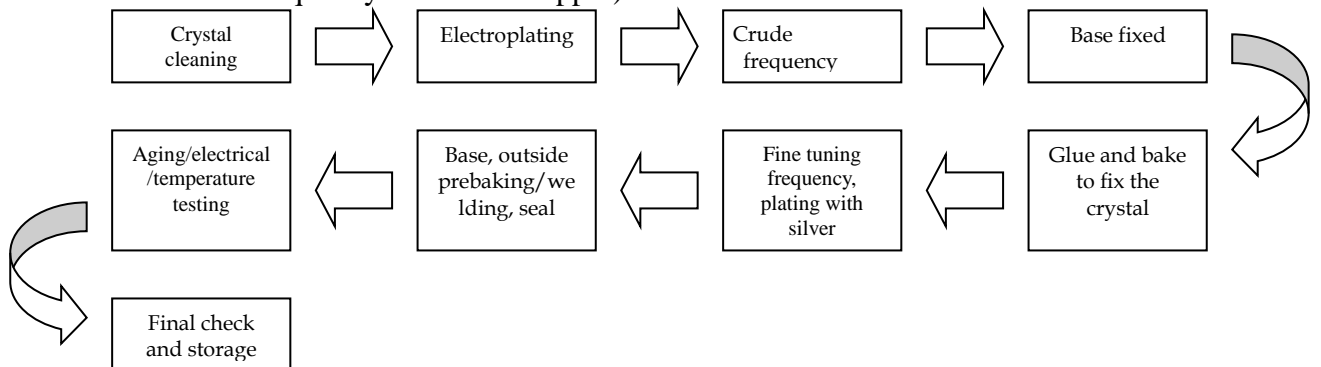 Crystal
cleaning
Electroplating
Crude
frequency
Base fixed
Glue and bake
to fix the
crystal
Fine tuning
frequency,
plating with
silver
Base, outside
prebaking/we
lding, seal
Aging/electrical
/temperature
testing
Final check
and storage